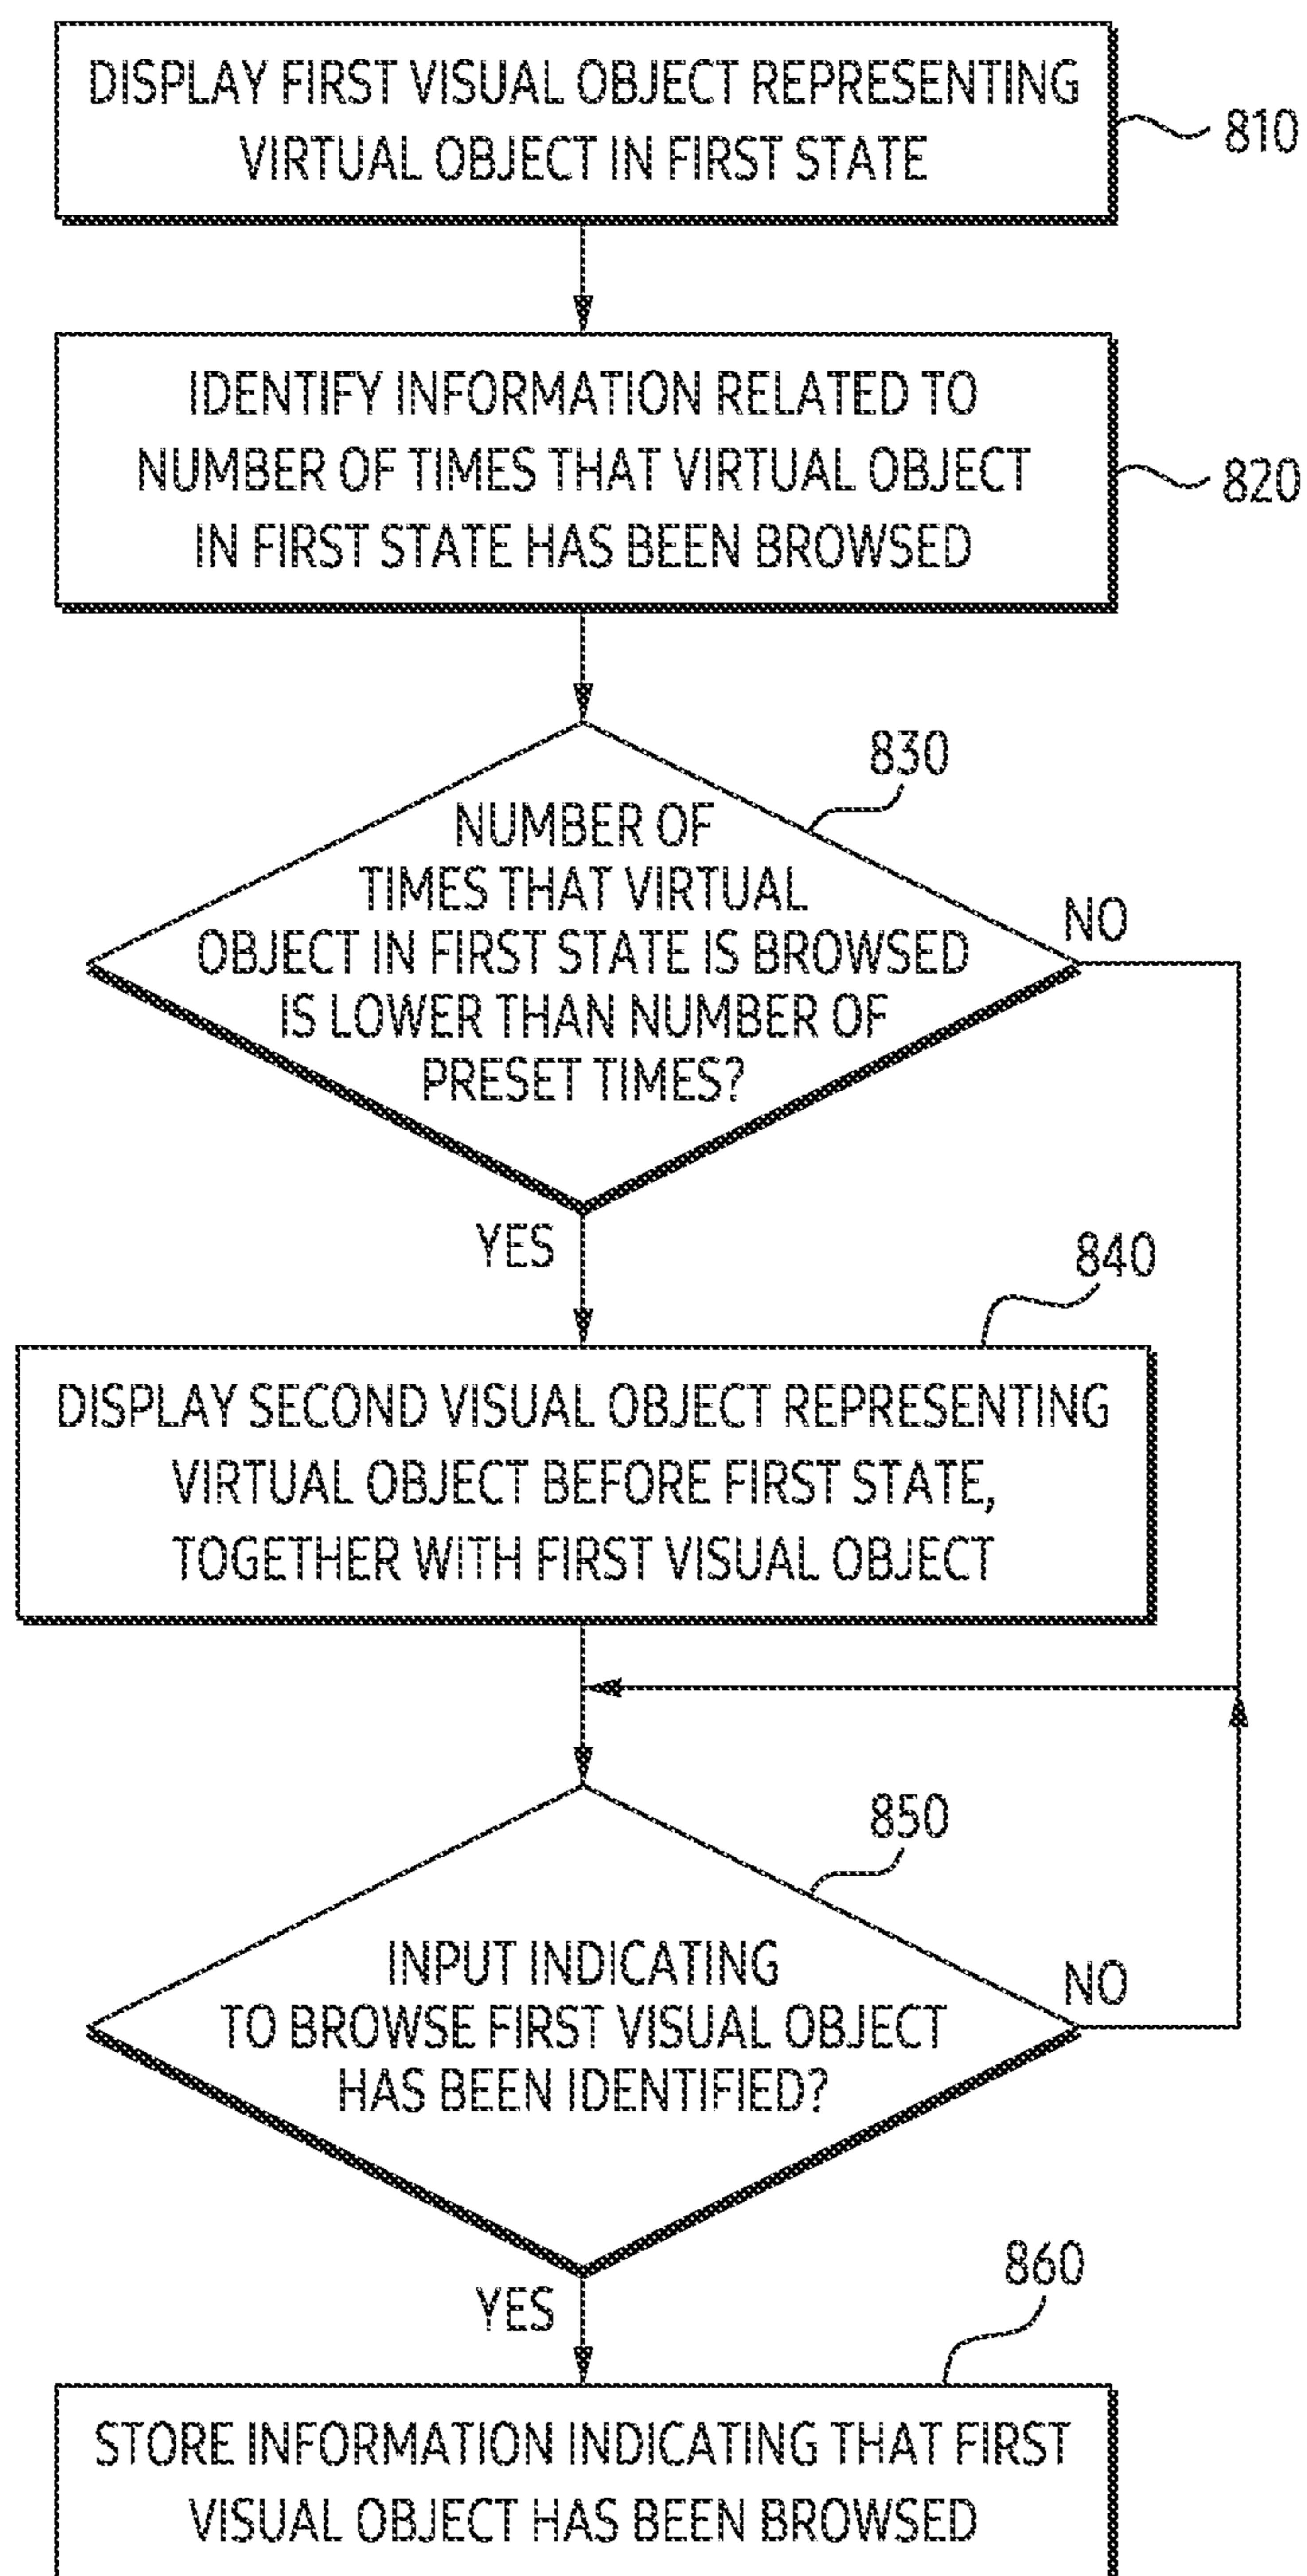 DISPLAY FIRST VISUAL OBJECT REPRESENTING
VIRTUAL OBJECT IN FIRST STATE
810
IDENTIFY INFORMATION RELATED TO
NUMBER OF TIMES THAT VIRTUAL OBJECT
IN FIRST STATE HAS BEEN BROWSED
820
830
NUMBER OF
TIMES THAT VIRTUAL
OBJECT IN FIRST STATE IS BROWSED
IS LOWER THAN NUMBER OF
PRESET TIMES?
NO
YES
840
DISPLAY SECOND VISUAL OBJECT REPRESENTING
VIRTUAL OBJECT BEFORE FIRST STATE,
TOGETHER WITH FIRST VISUAL OBJECT
850
INPUT INDICATING
TO BROWSE FIRST VISUAL OBJECT
HAS BEEN IDENTIFIED?
NO
YES
860
STORE INFORMATION INDICATING THAT FIRST
VISUAL OBJECT HAS BEEN BROWSED